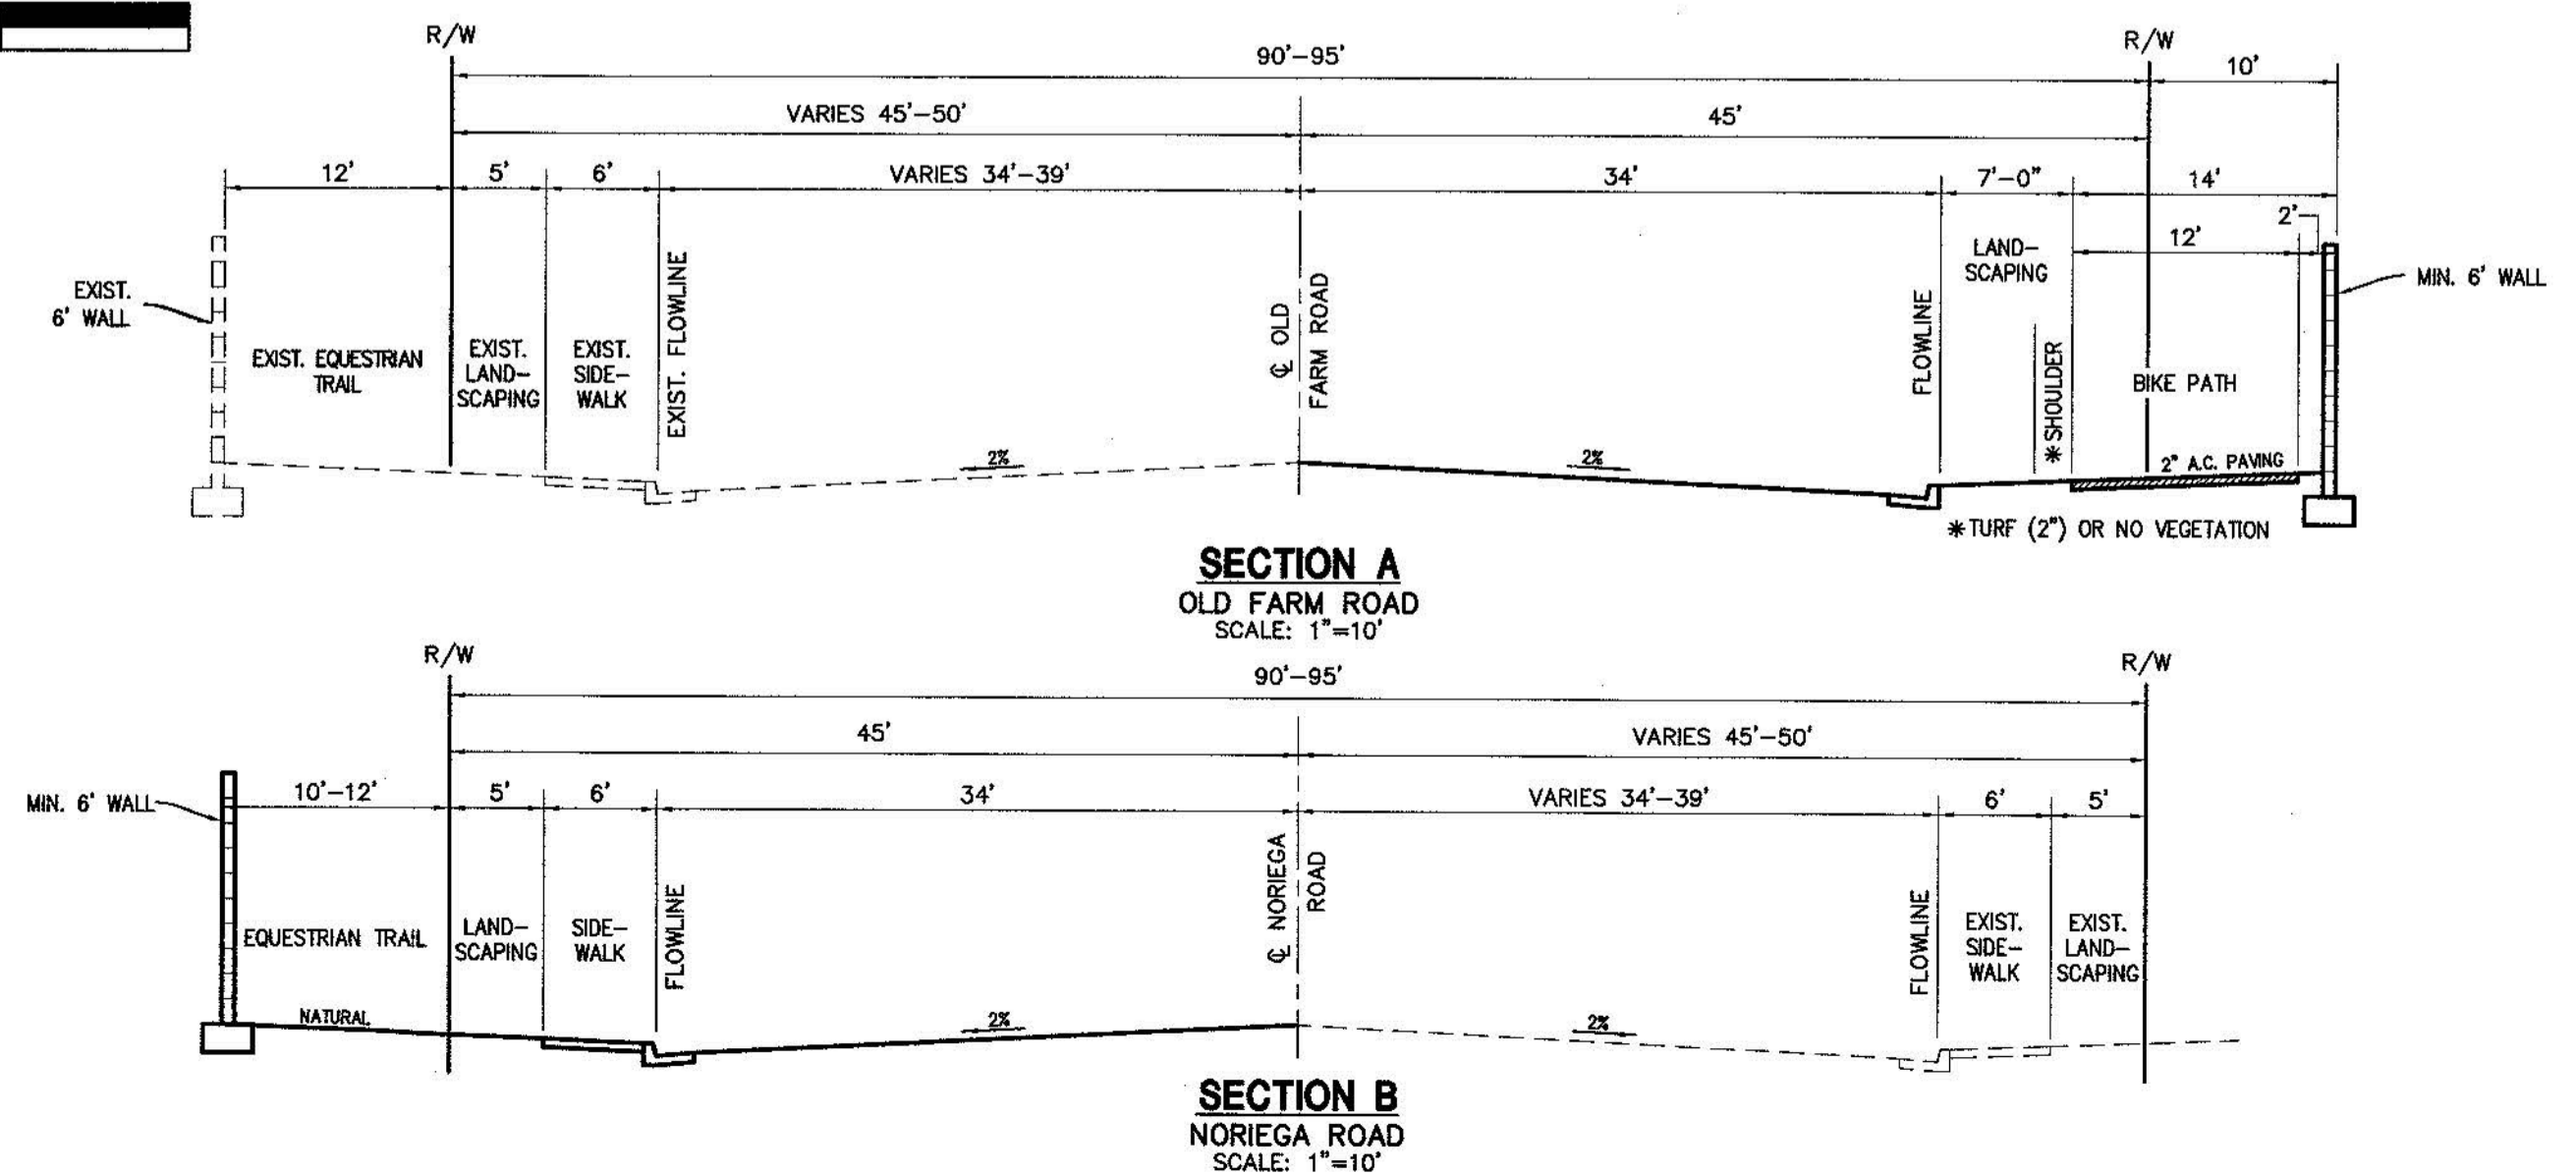 R/W
R/W
90'-95'
10'
VARIES 45'-50'
45'
12'
5'
6'
VARIES 34'-39'
34'
7'-0"
14'
2'
12'
EXIST.
6' WALL
EXIST. EQUESTRIAN
TRAIL
EXIST.
LAND-
SCAPING
EXIST.
SIDE-
WALK
EXIST. FLOWLINE
℄ OLD
FARM ROAD
FLOWLINE
LAND-
SCAPING
* SHOULDER
BIKE PATH
MIN. 6' WALL
2%
2%
2" A.C. PAVING
* TURF (2") OR NO VEGETATION
SECTION A
OLD FARM ROAD
SCALE: 1"=10'
R/W
R/W
90'-95'
45'
VARIES 45'-50'
MIN. 6' WALL
10'-12'
5'
6'
34'
VARIES 34'-39'
6'
5'
EQUESTRIAN TRAIL
LAND-
SCAPING
SIDE-
WALK
FLOWLINE
℄ NORIEGA
ROAD
FLOWLINE
EXIST.
SIDE-
WALK
EXIST.
LAND-
SCAPING
NATURAL
2%
2%
SECTION B
NORIEGA ROAD
SCALE: 1"=10'